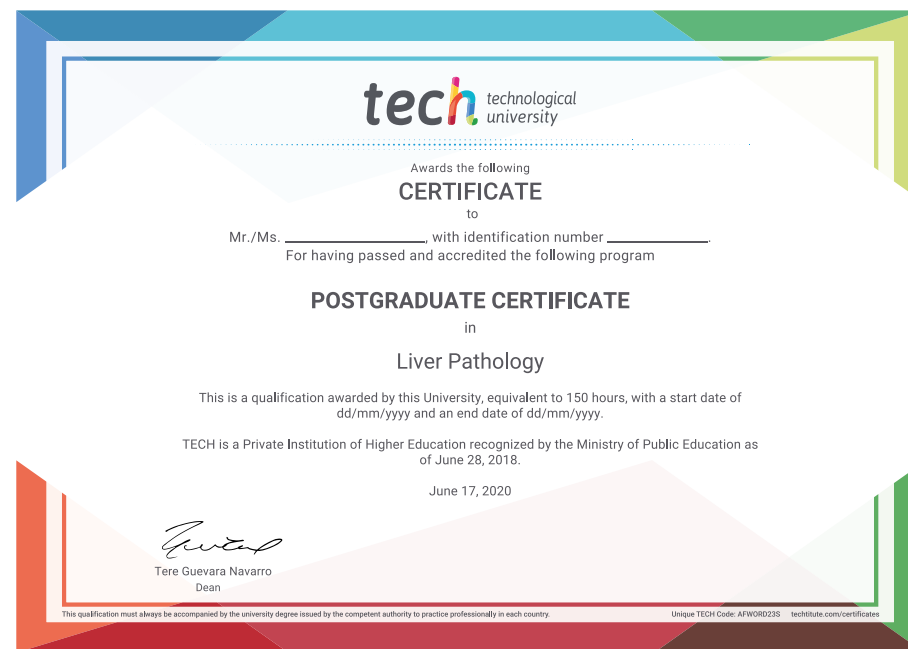 tech technological
university
Awards the following
CERTIFICATE
to
Mr./Ms. ____________________, with identification number ______________.
For having passed and accredited the following program
POSTGRADUATE CERTIFICATE
in
Liver Pathology
This is a qualification awarded by this University, equivalent to 150 hours, with a start date of
dd/mm/yyyy and an end date of dd/mm/yyyy.
TECH is a Private Institution of Higher Education recognized by the Ministry of Public Education as
of June 28, 2018.
June 17, 2020
Tere Guevara Navarro
Dean
This qualification must always be accompanied by the university degree issued by the competent authority to practice professionally in each country. Unique TECH Code: AFWORD23S techtitute.com/certificates